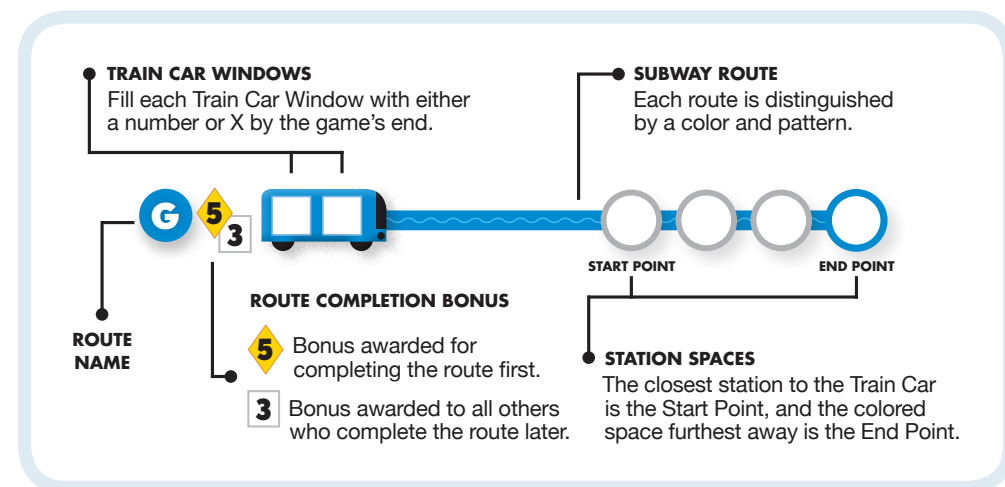 TRAIN CAR WINDOWS
Fill each Train Car Window with either
a number or X by the game’s end.
SUBWAY ROUTE
Each route is distinguished
by a color and pattern.
G
5
3
START POINT
END POINT
ROUTE
NAME
ROUTE COMPLETION BONUS
5 Bonus awarded for
completing the route first.
3 Bonus awarded to all others
who complete the route later.
STATION SPACES
The closest station to the Train Car
is the Start Point, and the colored
space furthest away is the End Point.